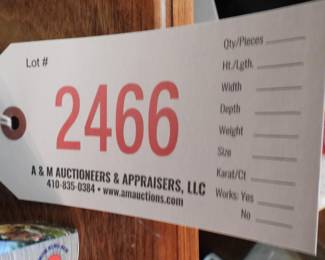 Lot #
2466
A & M AUCTIONEERS & APPRAISERS, LLC
410-835-0384 • www.amauctions.com
Qty/Pieces
Ht./Lgth.
Width
Depth
Weight
Size
Karat/Ct
Works: Yes
No